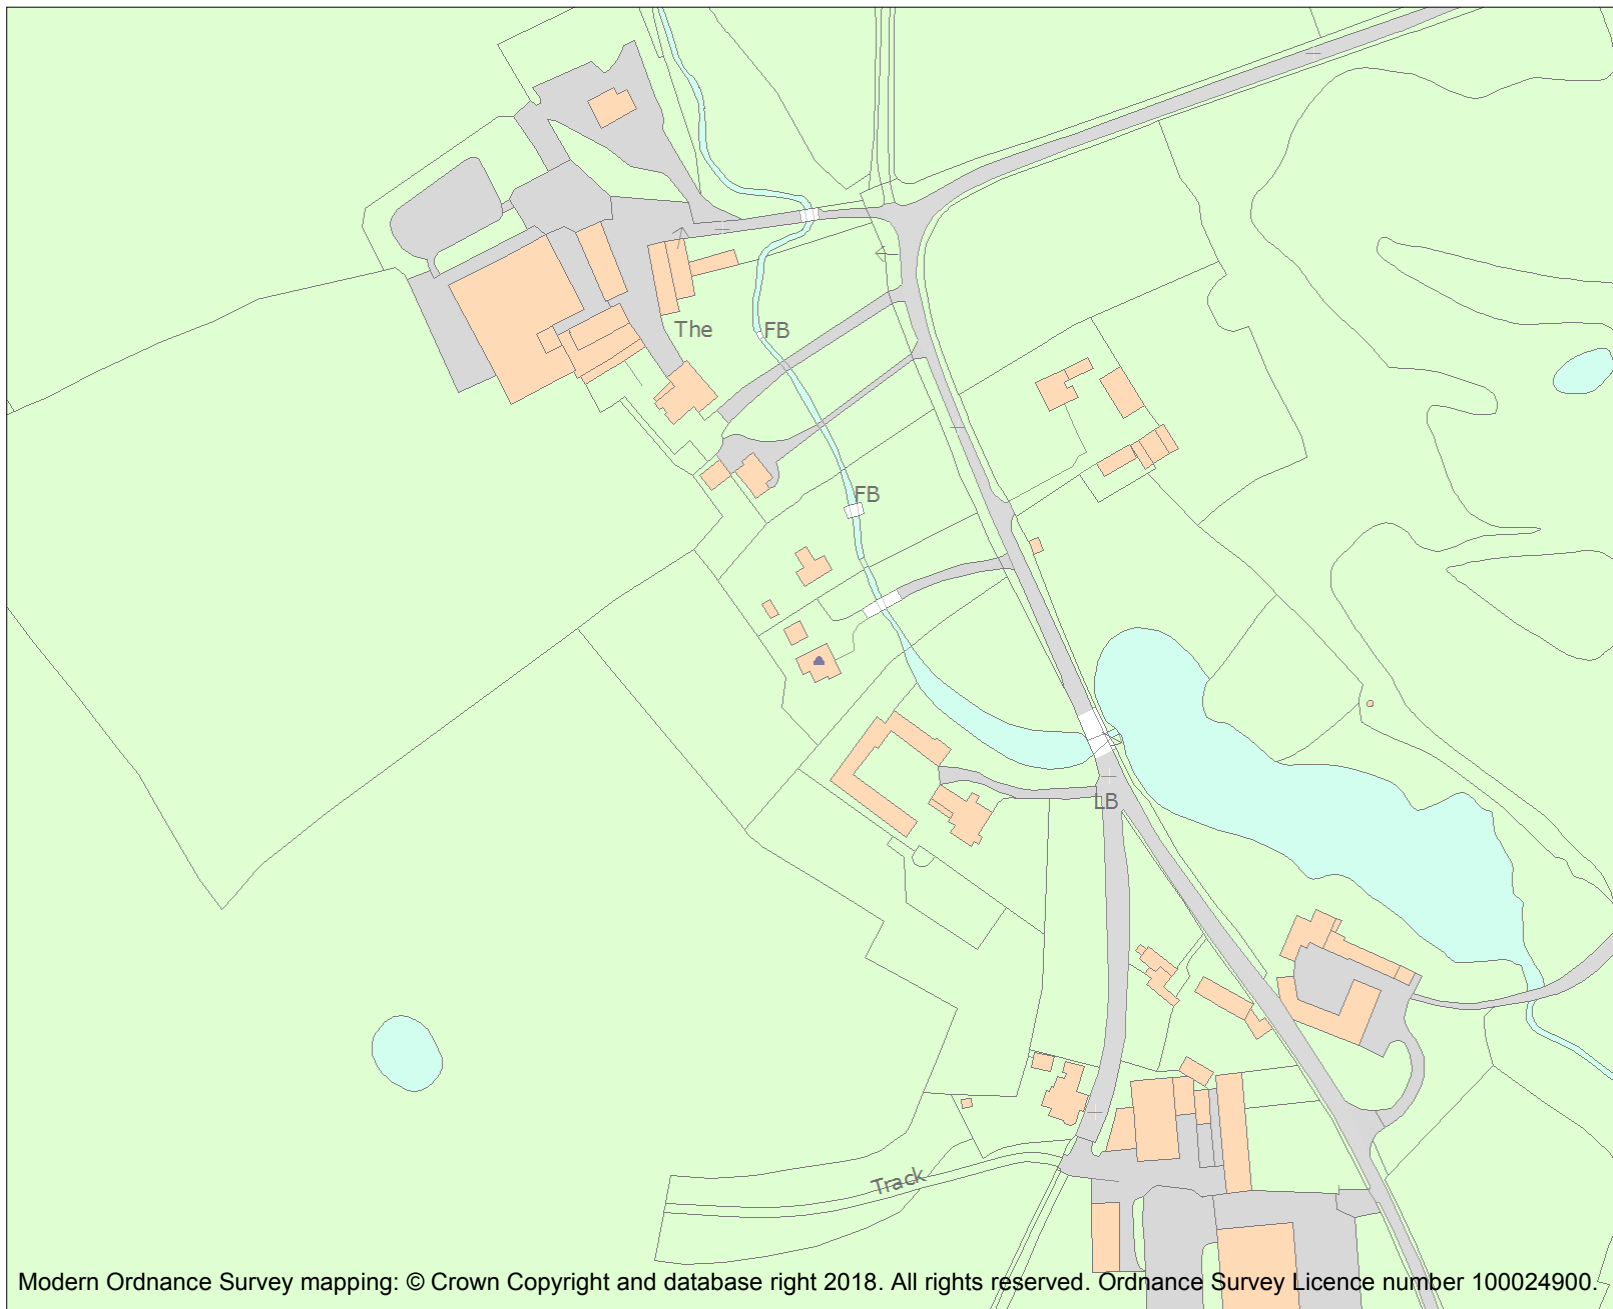 The
FB
FB
LB
Track
Modern Ordnance Survey mapping: © Crown Copyright and database right 2018. All rights reserved. Ordnance Survey Licence number 100024900.